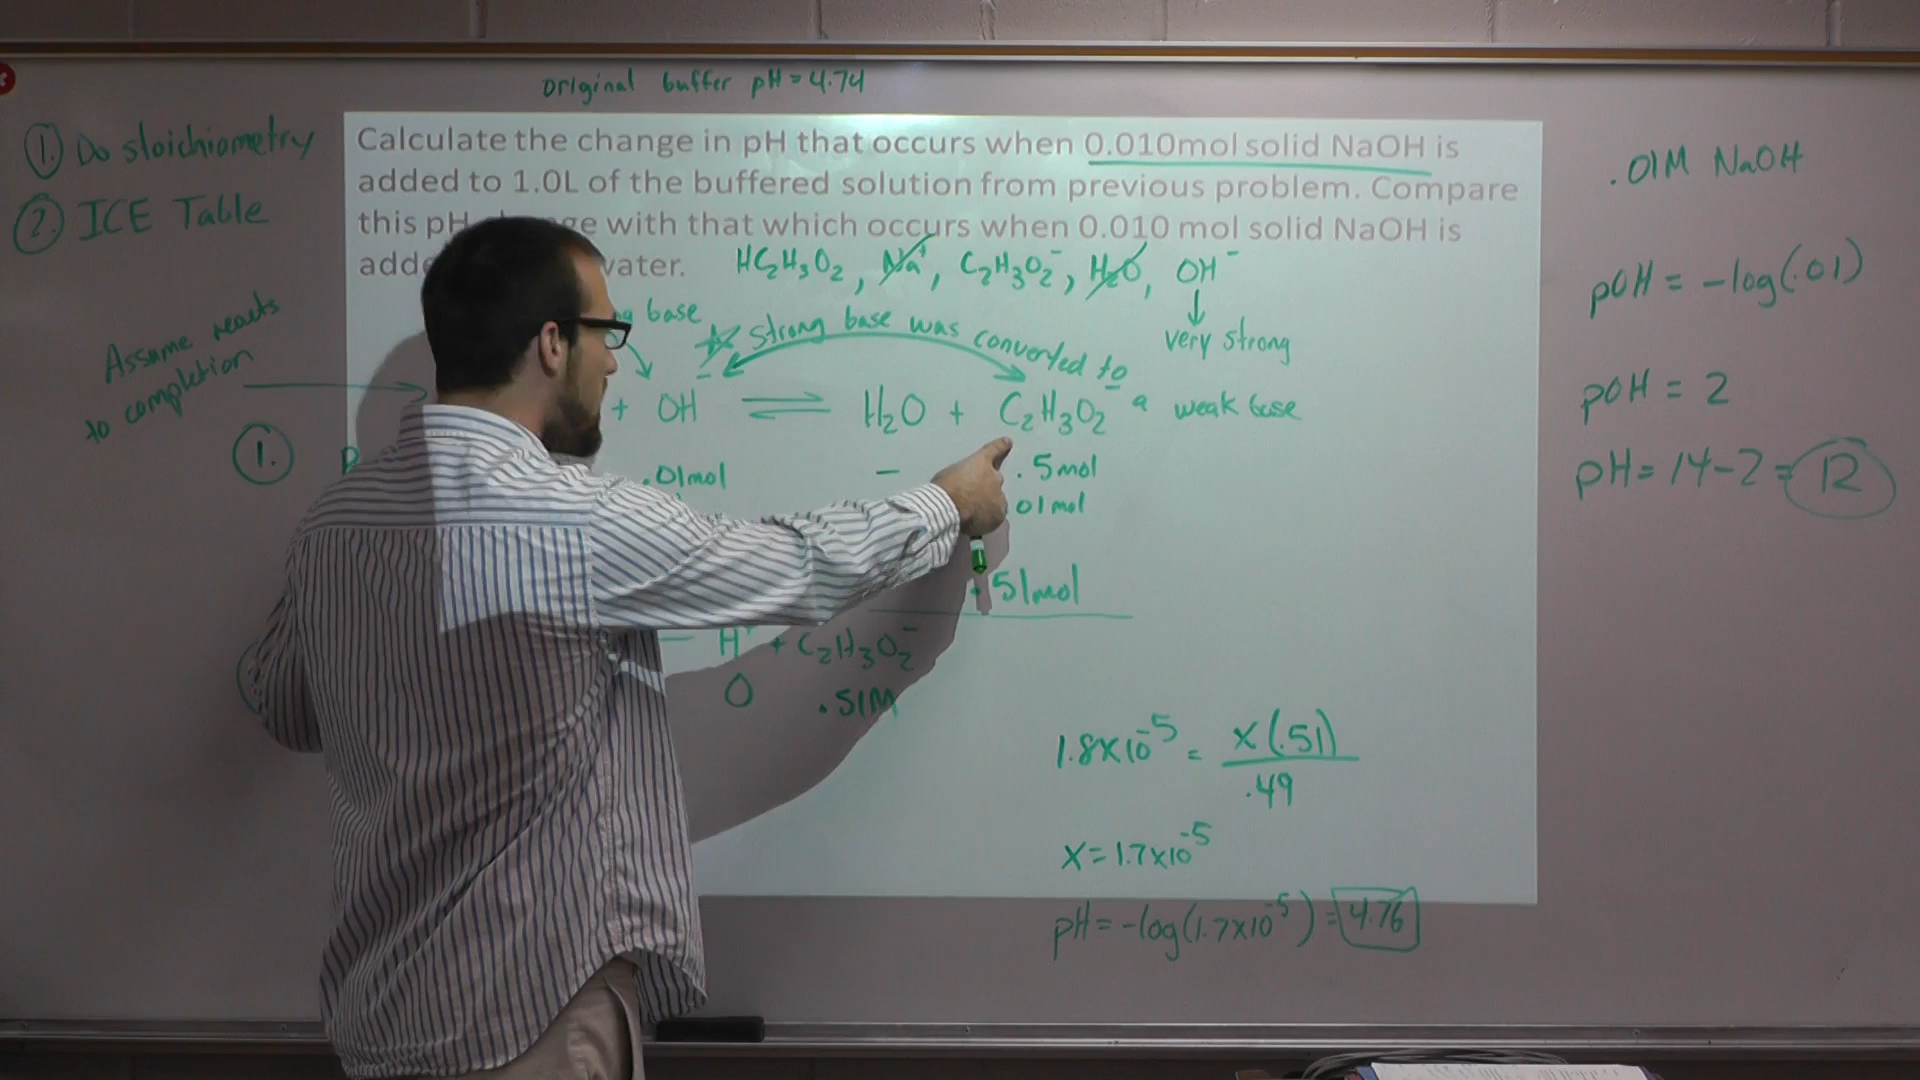 original buffer pH = 4.74
1. Do stoichiometry
2. ICE Table
Calculate the change in pH that occurs when 0.010mol solid NaOH is
added to 1.0L of the buffered solution from previous problem. Compare
this pH with that which occurs when 0.010 mol solid NaOH is
water.
HC₂H₃O₂, Na⁺, C₂H₃O₂⁻, H₂O, OH⁻
very strong
base
strong base was converted to
a weak base
Assume reacts
to completion
+ OH⁻ ⇌ H₂O + C₂H₃O₂⁻
1.
.01mol - .5mol
01mol
.51mol
H⁺ + C₂H₃O₂⁻
0 .51M
1.8x10⁻⁵ = x(.51)
.49
x = 1.7x10⁻⁵
pH = -log(1.7x10⁻⁵) = 4.76
.01M NaOH
pOH = -log(.01)
pOH = 2
pH = 14-2 = 12